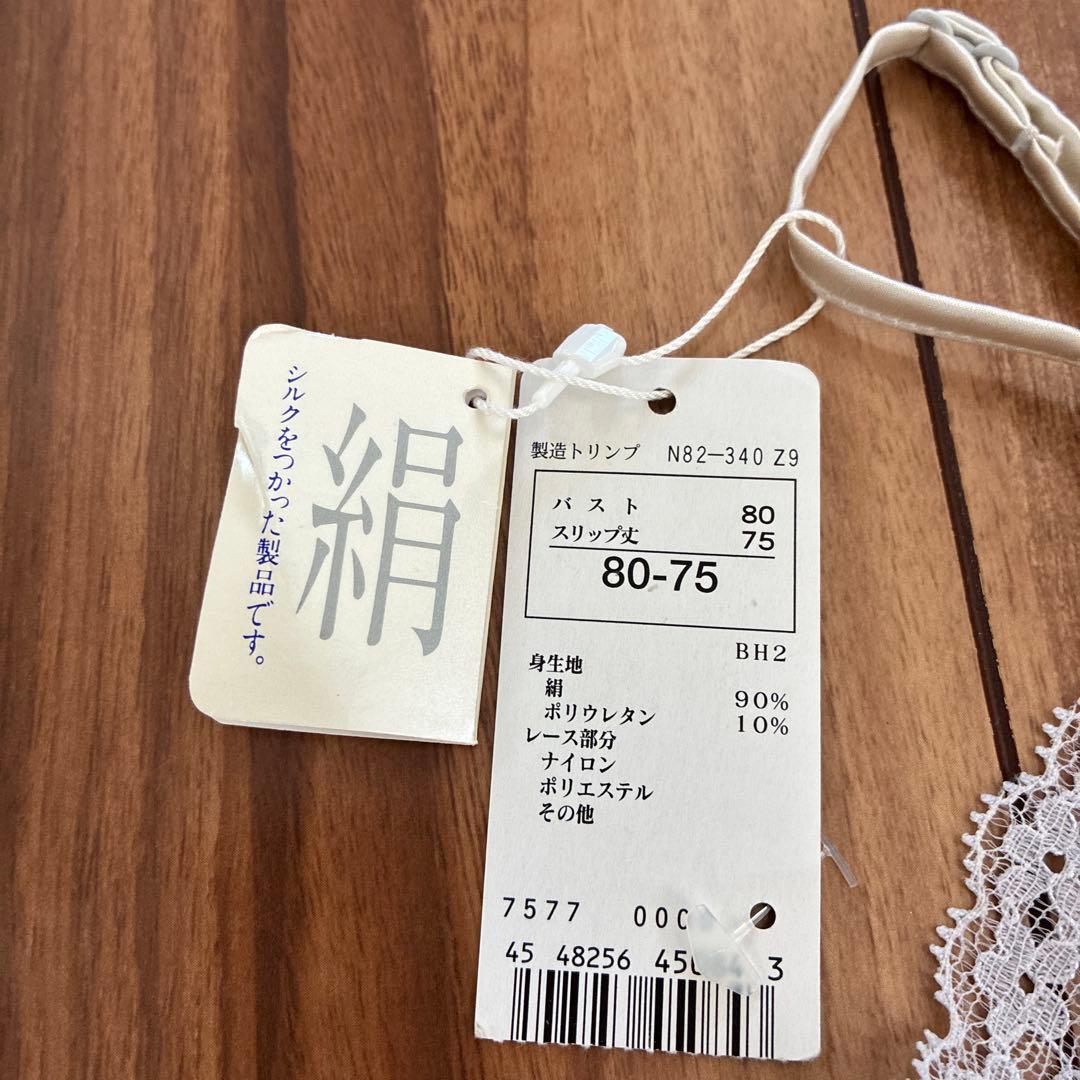 絹
シルクをつかった製品です。
製造トリンプ N82-340 Z9
バスト 80
スリップ丈 75
80-75
BH2
身生地
絹 90%
ポリウレタン 10%
レース部分
ナイロン
ポリエステル
その他
7577
45 48256 3